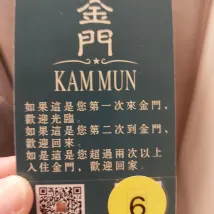 金門
KAM MUN
如果這是您第一次來金門，
歡迎光臨。
如果這是您第二次到金門，
歡迎回來。
如是這是您超過兩次以上
入住金門，歡迎回家。
6